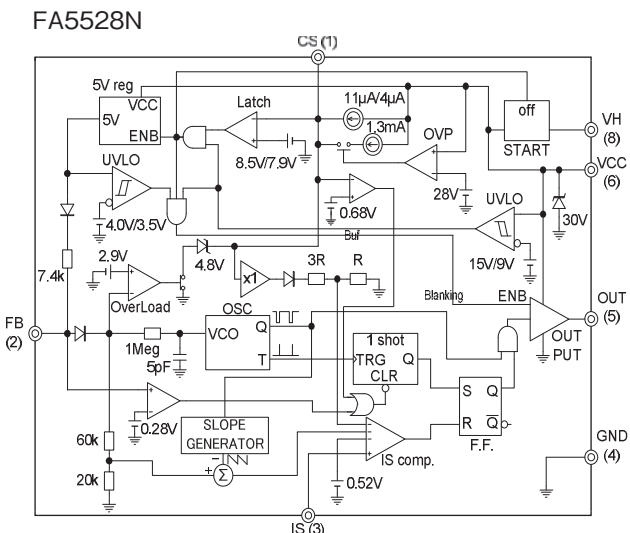 FA5528N
CS (1)
5V reg
VCC
5V
ENB
Latch
11µA/4µA
1.3mA
OVP
off
START
VH
(8)
VCC
(6)
8.5V/7.9V
UVLO
4.0V/3.5V
0.68V
28V
UVLO
30V
15V/9V
Buf
2.9V
4.8V
7.4k
OverLoad
x1
3R
R
Blanking
ENB
OUT
(5)
OUT
PUT
FB
(2)
OSC
VCO
Q
T
1Meg
5pF
1 shot
TRG
Q
CLR
S
Q
R
Q
F.F.
0.28V
SLOPE
GENERATOR
60k
20k
-
+
Σ
IS comp.
0.52V
GND
(4)
IS (3)